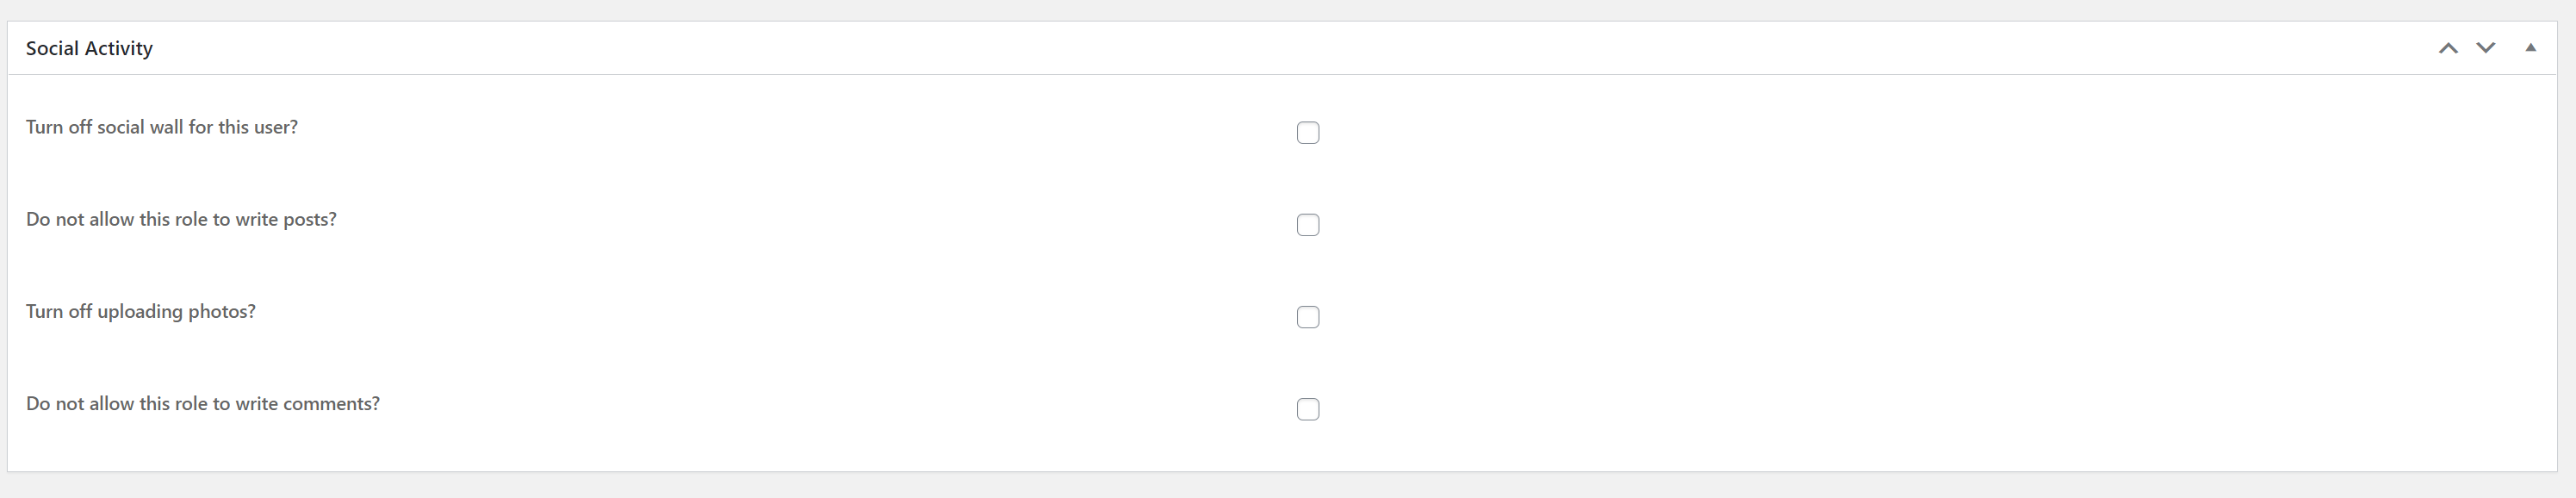 Social Activity
Turn off social wall for this user?
Do not allow this role to write posts?
Turn off uploading photos?
Do not allow this role to write comments?